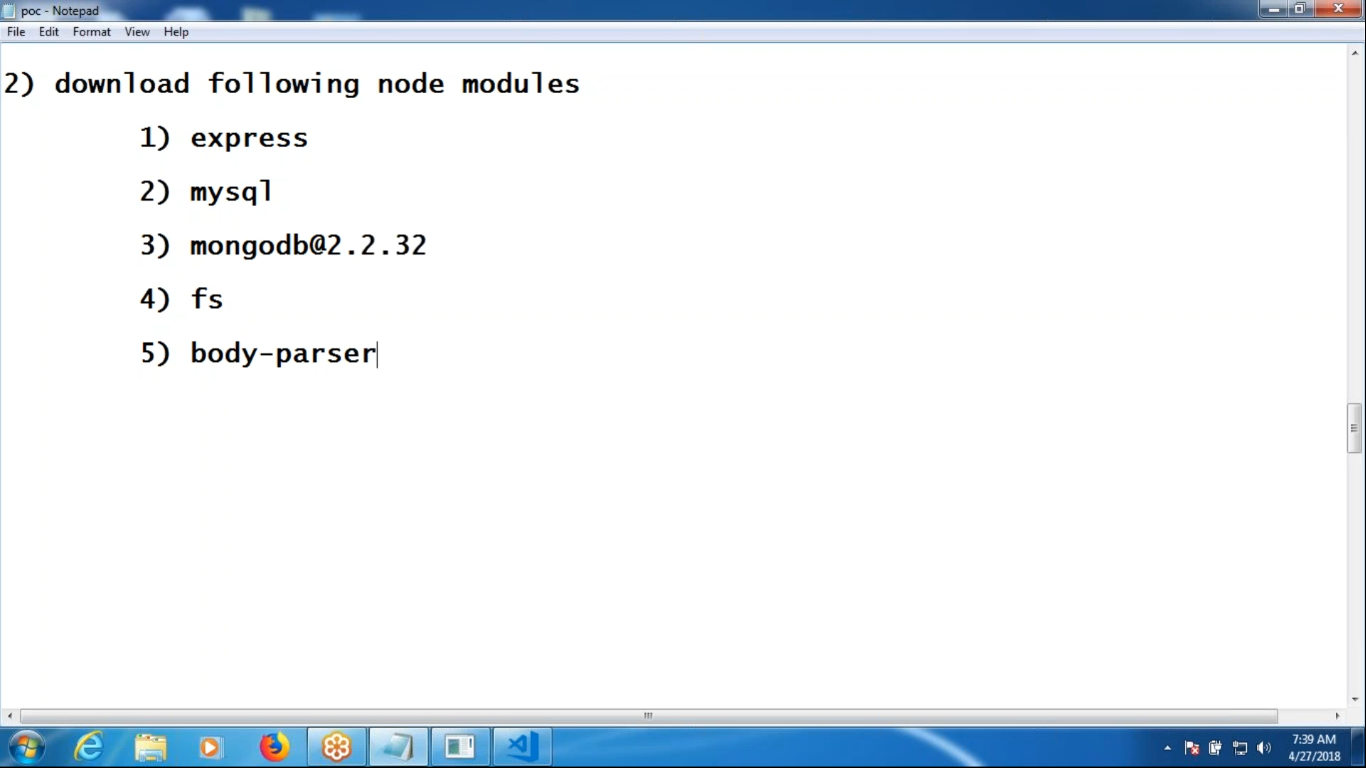 poc - Notepad
File Edit Format View Help
2) download following node modules
1) express
2) mysql
3) mongodb@2.2.32
4) fs
5) body-parser
7:39 AM
4/27/2018